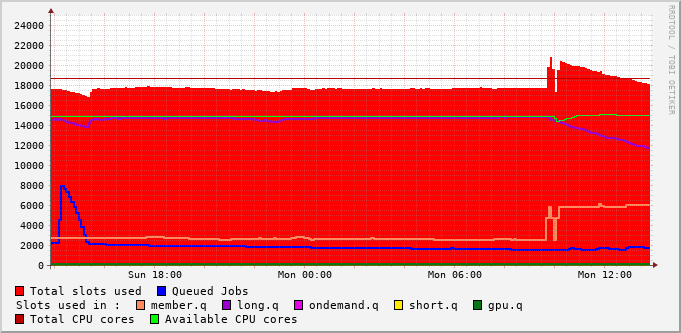 RRDTOOL / TOBI OETIKER
24000
22000
20000
18000
16000
14000
12000
10000
8000
6000
4000
2000
0
Sun 18:00 Mon 00:00 Mon 06:00 Mon 12:00
Total slots used Queued Jobs
Slots used in : member.q long.q ondemand.q short.q gpu.q
Total CPU cores Available CPU cores